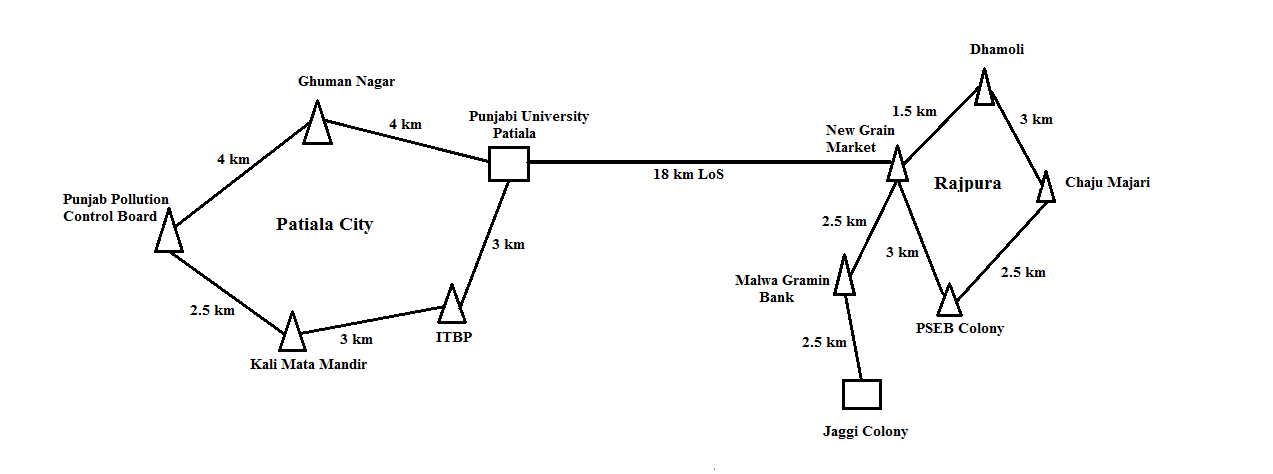 Dhamoli
Ghuman Nagar
Punjabi University
Patiala
4 km
1.5 km
3 km
New Grain
Market
4 km
18 km LoS
Rajpura
Chaju Majari
Punjab Pollution
Control Board
Patiala City
2.5 km
3 km
3 km
2.5 km
Malwa Gramin
Bank
2.5 km
3 km
ITBP
PSEB Colony
2.5 km
Kali Mata Mandir
Jaggi Colony